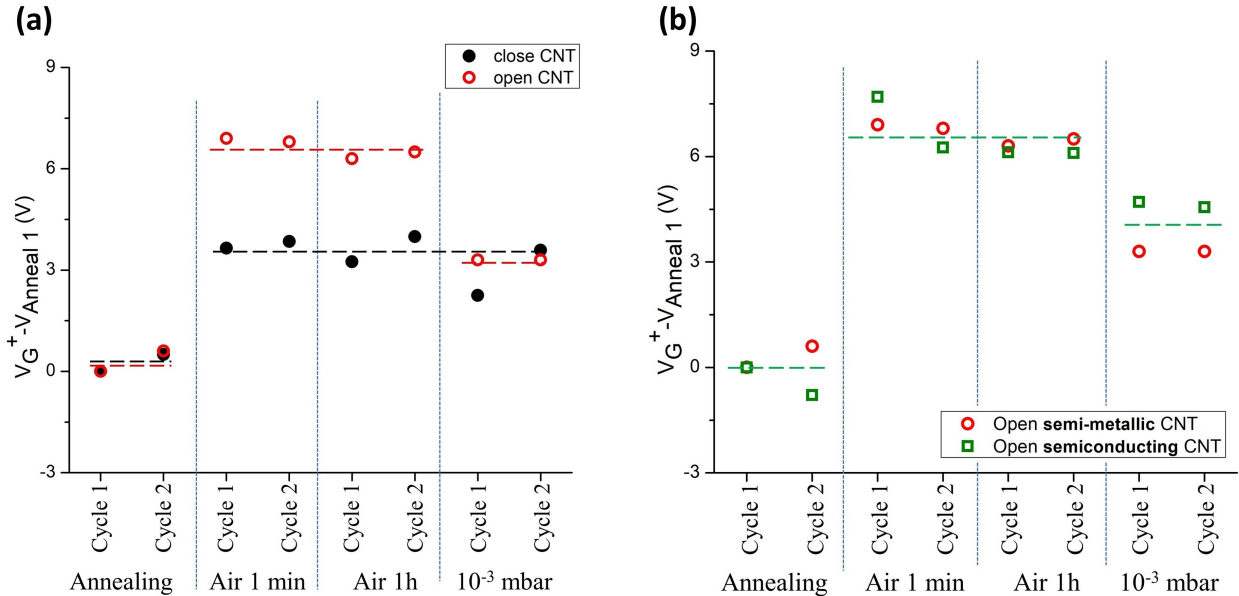 (a)
close CNT
open CNT
V_G^+-V_Anneal 1 (V)
9
6
3
0
-3
Cycle 1
Cycle 2
Cycle 1
Cycle 2
Cycle 1
Cycle 2
Cycle 1
Cycle 2
Annealing
Air 1 min
Air 1h
10^-3 mbar
(b)
V_G^+-V_Anneal 1 (V)
9
6
3
0
-3
Open semi-metallic CNT
Open semiconducting CNT
Cycle 1
Cycle 2
Cycle 1
Cycle 2
Cycle 1
Cycle 2
Cycle 1
Cycle 2
Annealing
Air 1 min
Air 1h
10^-3 mbar